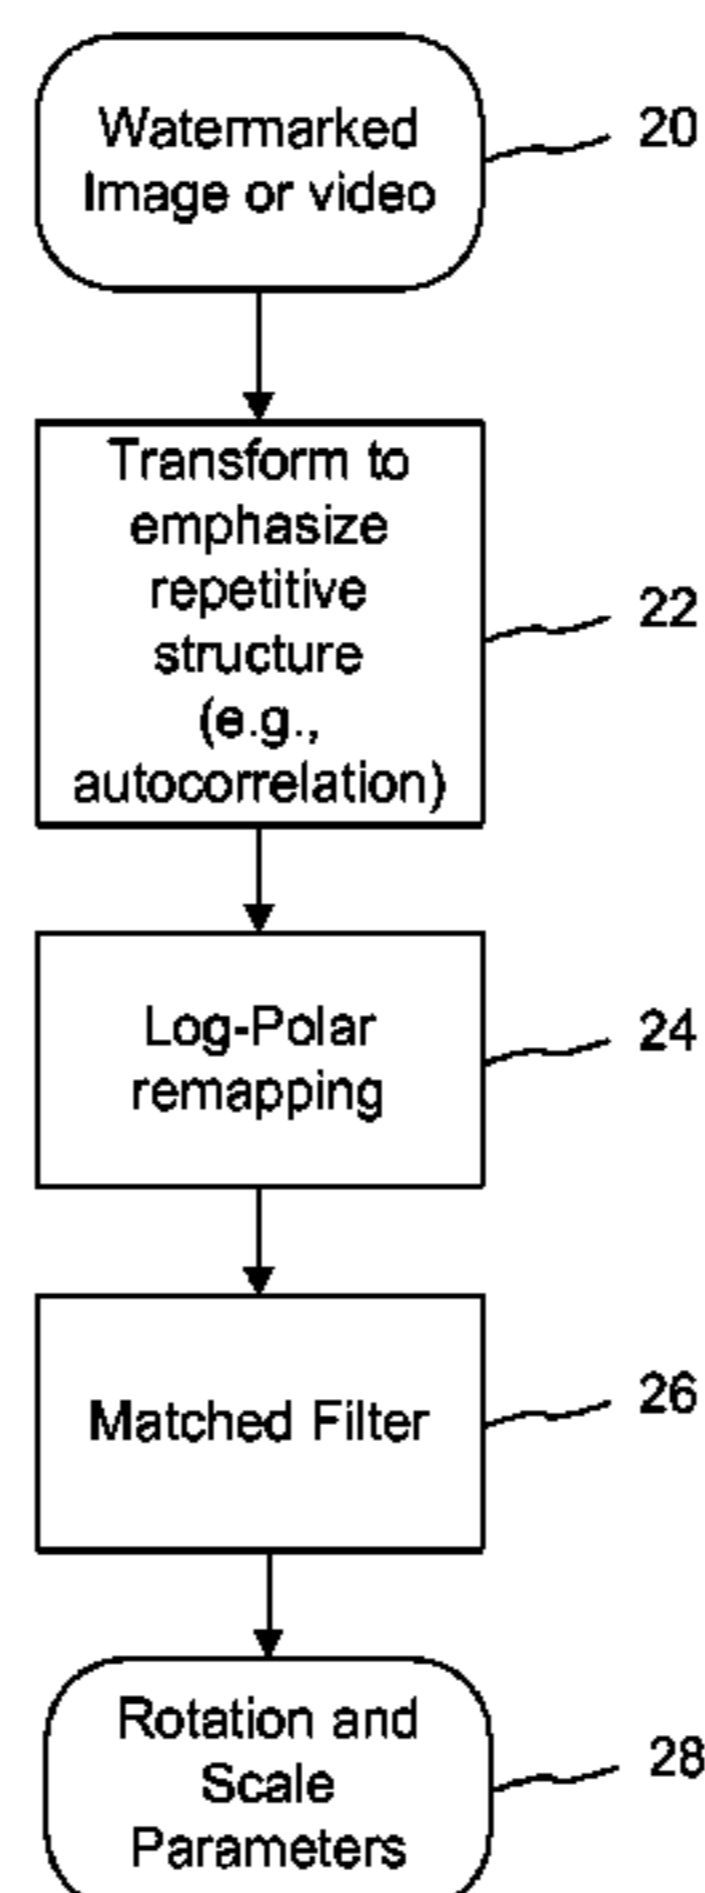 Watermarked
Image or video
20
Transform to
emphasize
repetitive
structure
(e.g.,
autocorrelation)
22
Log-Polar
remapping
24
Matched Filter
26
Rotation and
Scale
Parameters
28